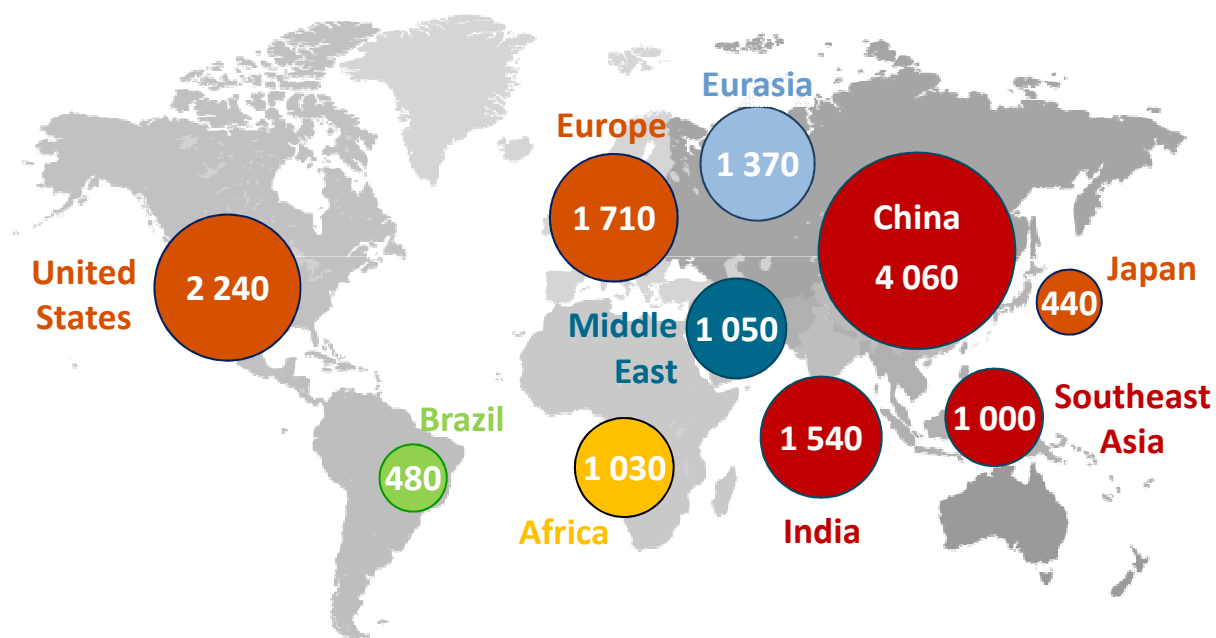 Eurasia
1 370
Europe
1 710
China
4 060
United
States
2 240
Japan
440
Middle
East
1 050
Southeast
Asia
1 000
Brazil
480
India
1 540
Africa
1 030